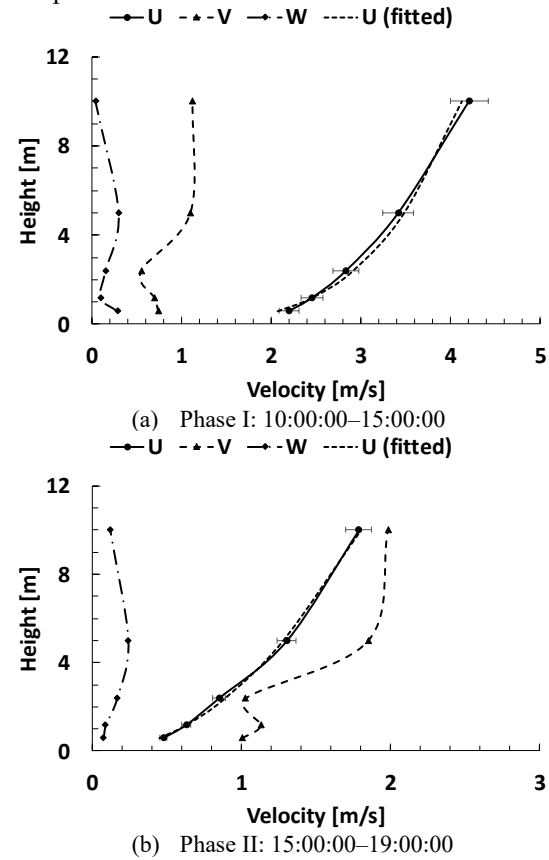 U V W U (fitted)
12
8
4
0
Height [m]
0 1 2 3 4 5
Velocity [m/s]
(a) Phase I: 10:00:00–15:00:00
U V W U (fitted)
12
8
4
0
Height [m]
0 1 2 3
Velocity [m/s]
(b) Phase II: 15:00:00–19:00:00